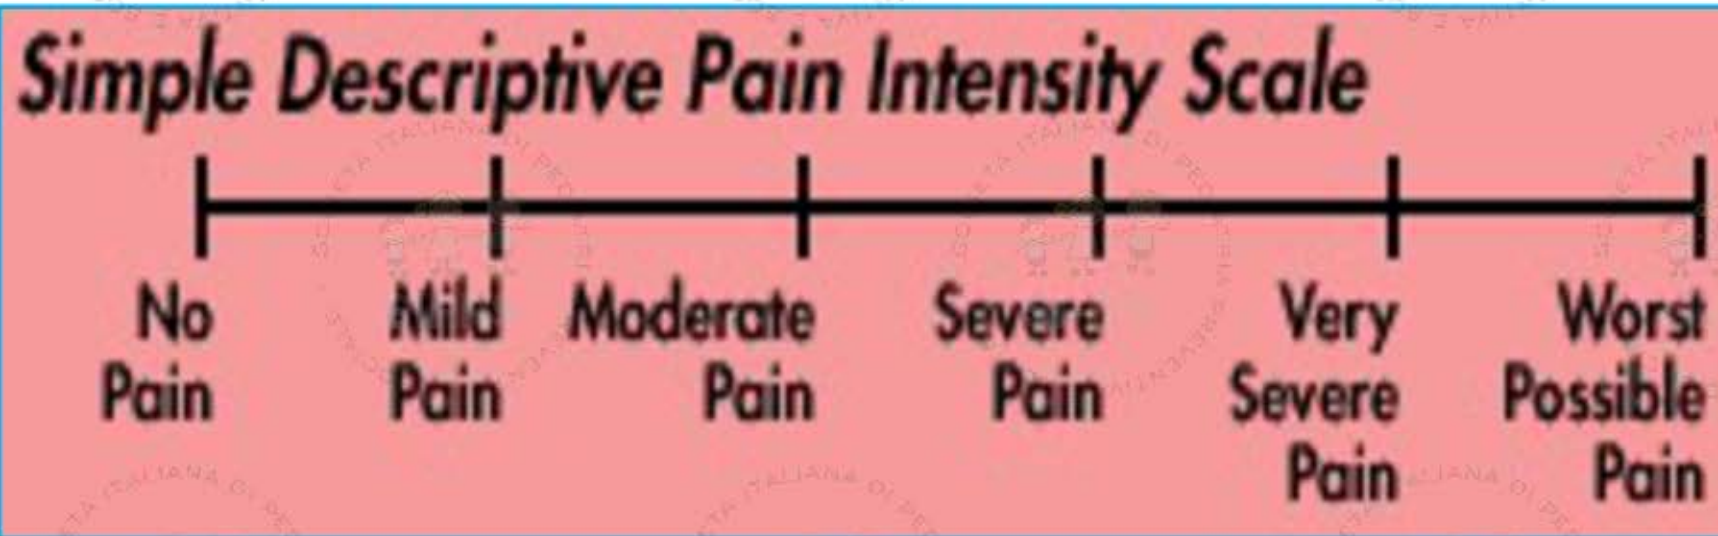 Simple Descriptive Pain Intensity Scale
No Pain
Mild Pain
Moderate Pain
Severe Pain
Very Severe Pain
Worst Possible Pain